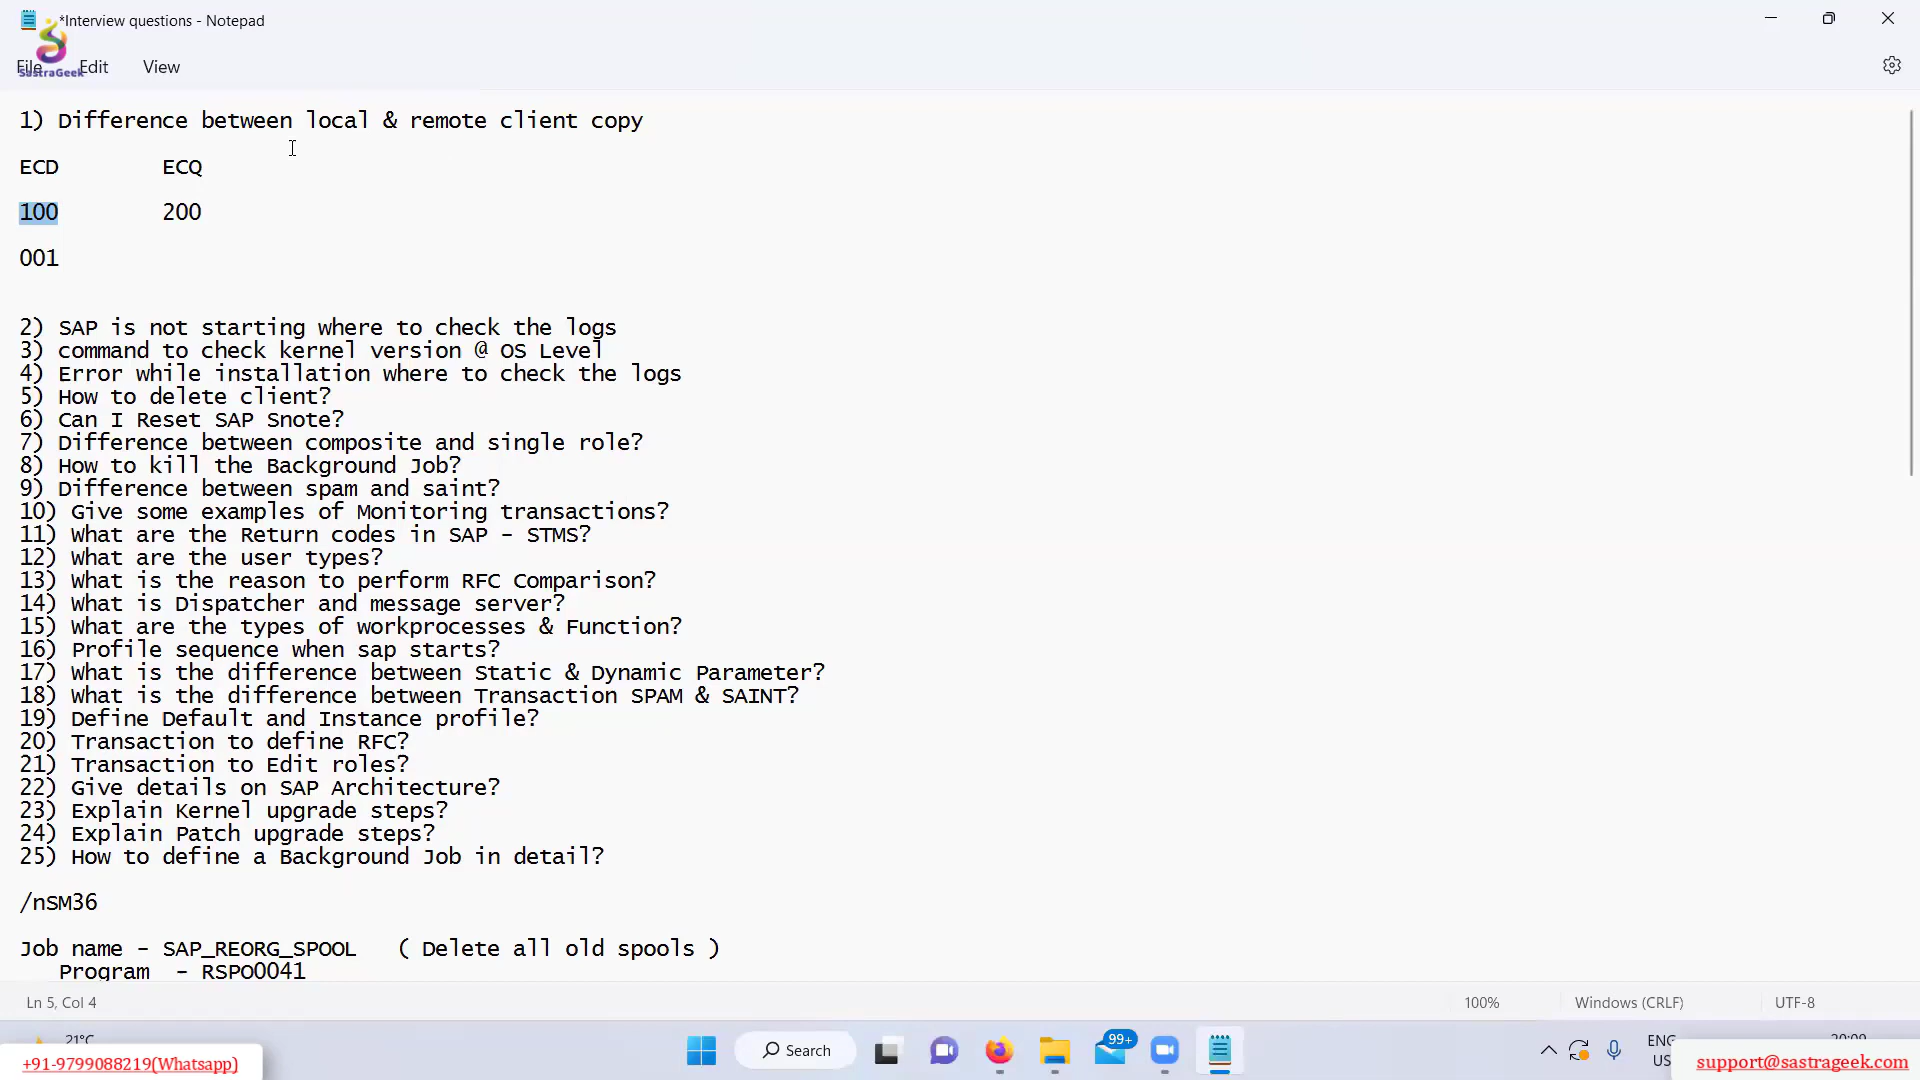 *Interview questions - Notepad
File Edit View
SastraGeek
1) Difference between local & remote client copy
ECD ECQ
100 200
001
2) SAP is not starting where to check the logs
3) command to check kernel version @ OS Level
4) Error while installation where to check the logs
5) How to delete client?
6) Can I Reset SAP Snote?
7) Difference between composite and single role?
8) How to kill the Background Job?
9) Difference between spam and saint?
10) Give some examples of Monitoring transactions?
11) What are the Return codes in SAP - STMS?
12) What are the user types?
13) What is the reason to perform RFC Comparison?
14) What is Dispatcher and message server?
15) What are the types of workprocesses & Function?
16) Profile sequence when sap starts?
17) What is the difference between Static & Dynamic Parameter?
18) What is the difference between Transaction SPAM & SAINT?
19) Define Default and Instance profile?
20) Transaction to define RFC?
21) Transaction to Edit roles?
22) Give details on SAP Architecture?
23) Explain Kernel upgrade steps?
24) Explain Patch upgrade steps?
25) How to define a Background Job in detail?
/nSM36
Job name - SAP_REORG_SPOOL ( Delete all old spools )
Program - RSPO0041
Ln 5, Col 4 100% Windows (CRLF) UTF-8
21°C
Search
99+
ENG
US
20:09
+91-9799088219(Whatsapp)
support@sastrageek.com